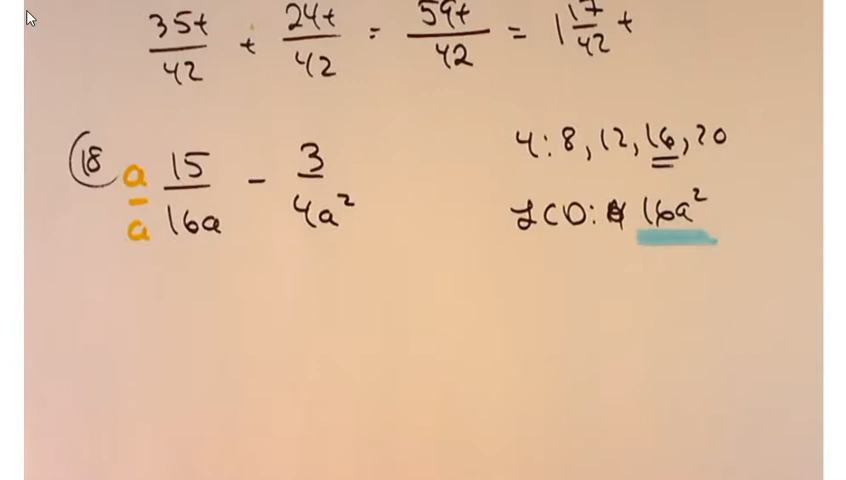 35t/42 + 24t/42 = 59t/42 = 1 17/42 t
18 a/a 15/16a - 3/4a²
4: 8, 12, 16, 20
LCD: 16a²